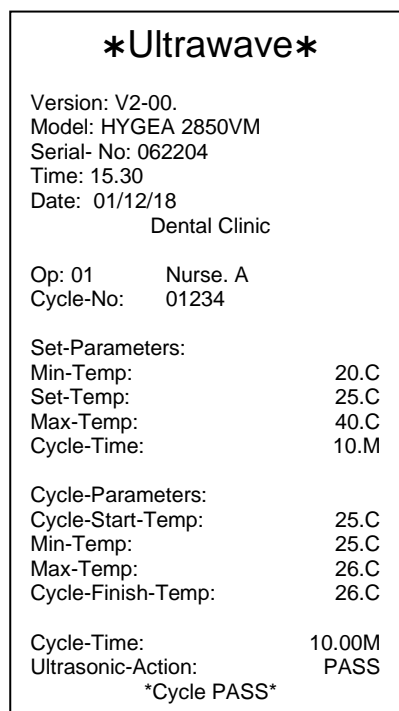 *Ultrawave*
Version: V2-00.
Model: HYGEA 2850VM
Serial- No: 062204
Time: 15.30
Date: 01/12/18
Dental Clinic
Op: 01 Nurse. A
Cycle-No: 01234
Set-Parameters:
Min-Temp: 20.C
Set-Temp: 25.C
Max-Temp: 40.C
Cycle-Time: 10.M
Cycle-Parameters:
Cycle-Start-Temp: 25.C
Min-Temp: 25.C
Max-Temp: 26.C
Cycle-Finish-Temp: 26.C
Cycle-Time: 10.00M
Ultrasonic-Action: PASS
*Cycle PASS*